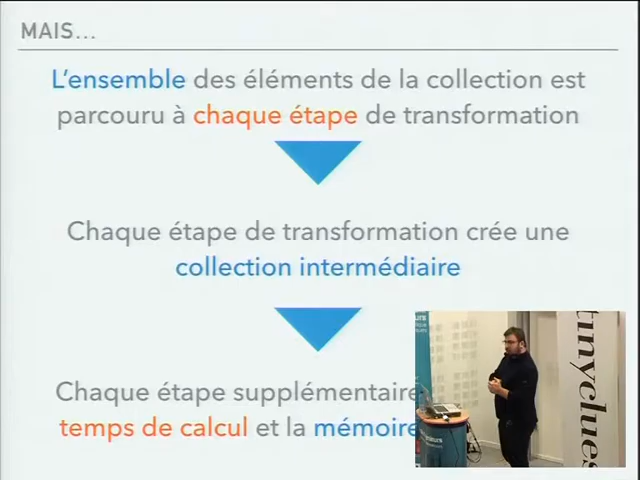 MAIS...
L'ensemble des éléments de la collection est
parcouru à chaque étape de transformation
Chaque étape de transformation crée une
collection intermédiaire
Chaque étape supplémentaire
temps de calcul et la mémoire
tinyclues